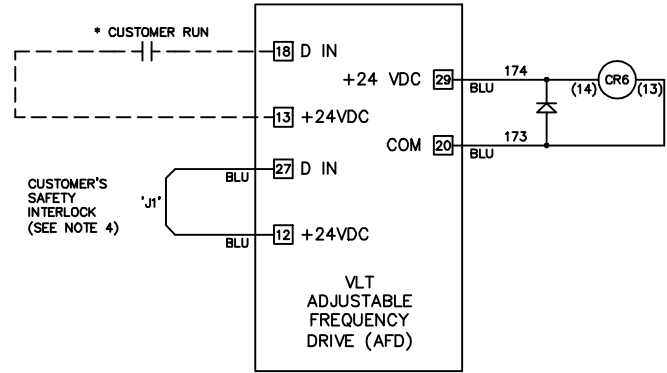 * CUSTOMER RUN
18 D IN
13 +24VDC
27 D IN
BLU
CUSTOMER'S
SAFETY
INTERLOCK
(SEE NOTE 4)
'J1'
12 +24VDC
BLU
+24 VDC 29
BLU
174
CR6
(14)
(13)
COM 20
BLU
173
VLT
ADJUSTABLE
FREQUENCY
DRIVE (AFD)